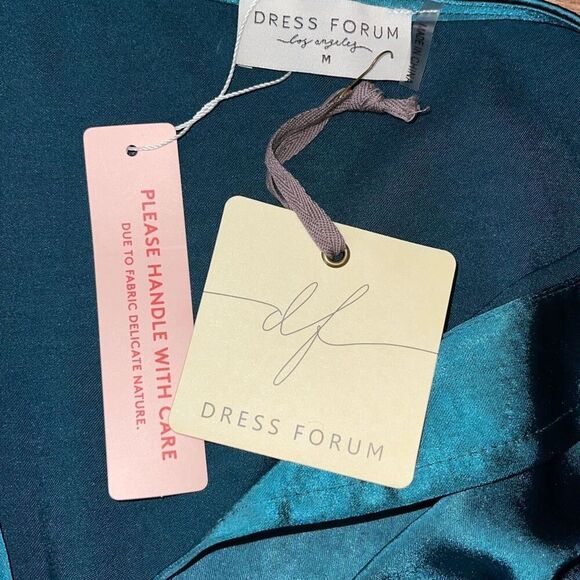 DRESS FORUM
los angeles
M
MADE IN CHINA
PLEASE HANDLE WITH CARE
DUE TO FABRIC DELICATE NATURE.
df
DRESS FORUM